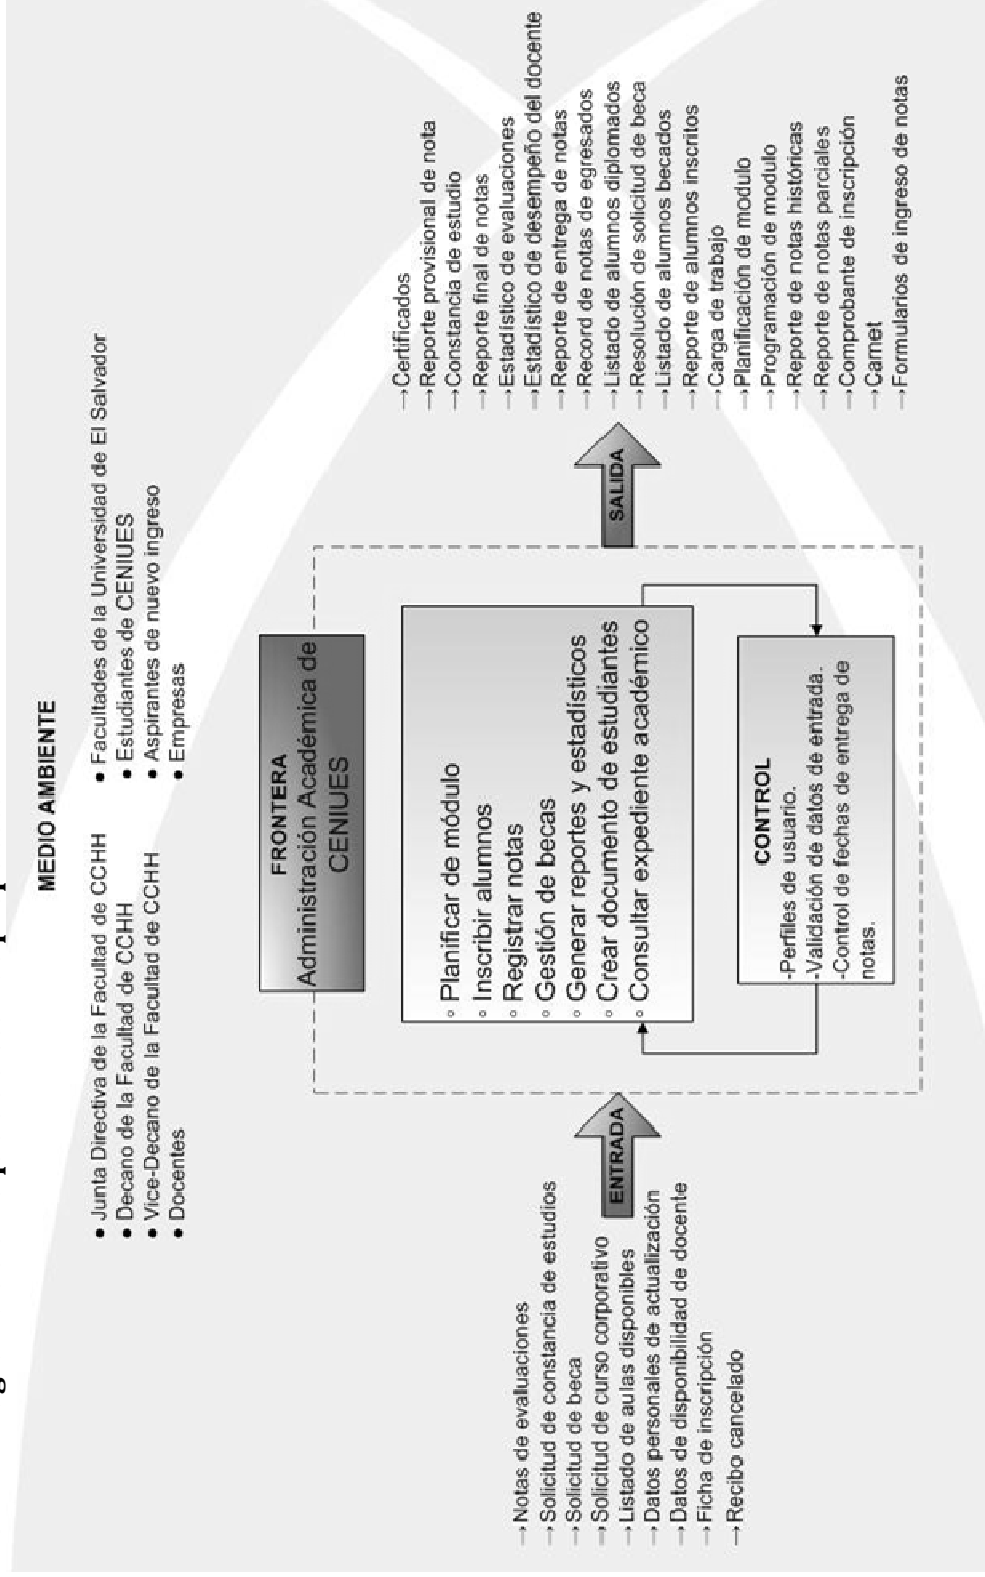 MEDIO AMBIENTE
• Junta Directiva de la Facultad de CCHH
• Decano de la Facultad de CCHH
• Vice-Decano de la Facultad de CCHH
• Docentes
• Facultades de la Universidad de El Salvador
• Estudiantes de CENIUES
• Aspirantes de nuevo ingreso
• Empresas
FRONTERA
Administración Académica de
CENIUES
◦ Planificar de módulo
◦ Inscribir alumnos
◦ Registrar notas
◦ Gestión de becas
◦ Generar reportes y estadísticos
◦ Crear documento de estudiantes
◦ Consultar expediente académico
CONTROL
-Perfiles de usuario.
-Validación de datos de entrada.
-Control de fechas de entrega de
notas.
ENTRADA
→Notas de evaluaciones
→Solicitud de constancia de estudios
→Solicitud de beca
→Solicitud de curso corporativo
→Listado de aulas disponibles
→Datos personales de actualización
→Datos de disponibilidad de docente
→Ficha de inscripción
→Recibo cancelado
SALIDA
→Certificados
→Reporte provisional de nota
→Constancia de estudio
→Reporte final de notas
→Estadístico de evaluaciones
→Estadístico de desempeño del docente
→Reporte de entrega de notas
→Record de notas de egresados
→Listado de alumnos diplomados
→Resolución de solicitud de beca
→Listado de alumnos becados
→Reporte de alumnos inscritos
→Carga de trabajo
→Planificación de modulo
→Programación de modulo
→Reporte de notas históricas
→Reporte de notas parciales
→Comprobante de inscripción
→Carnet
→Formularios de ingreso de notas